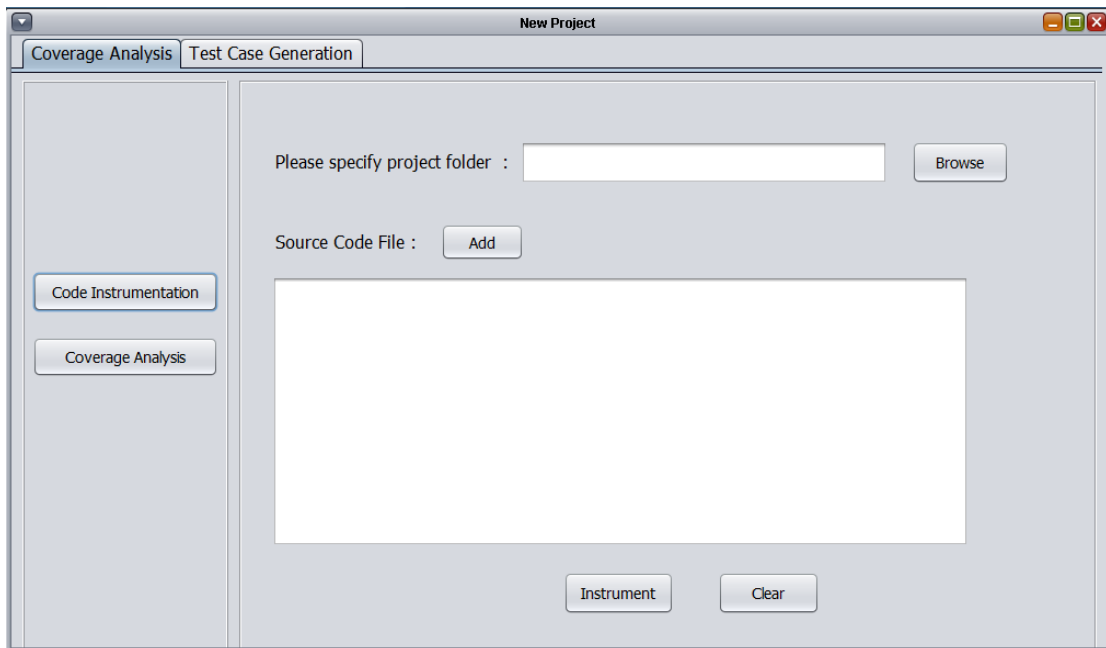 New Project
Coverage Analysis Test Case Generation
Please specify project folder : Browse
Source Code File : Add
Code Instrumentation
Coverage Analysis
Instrument Clear